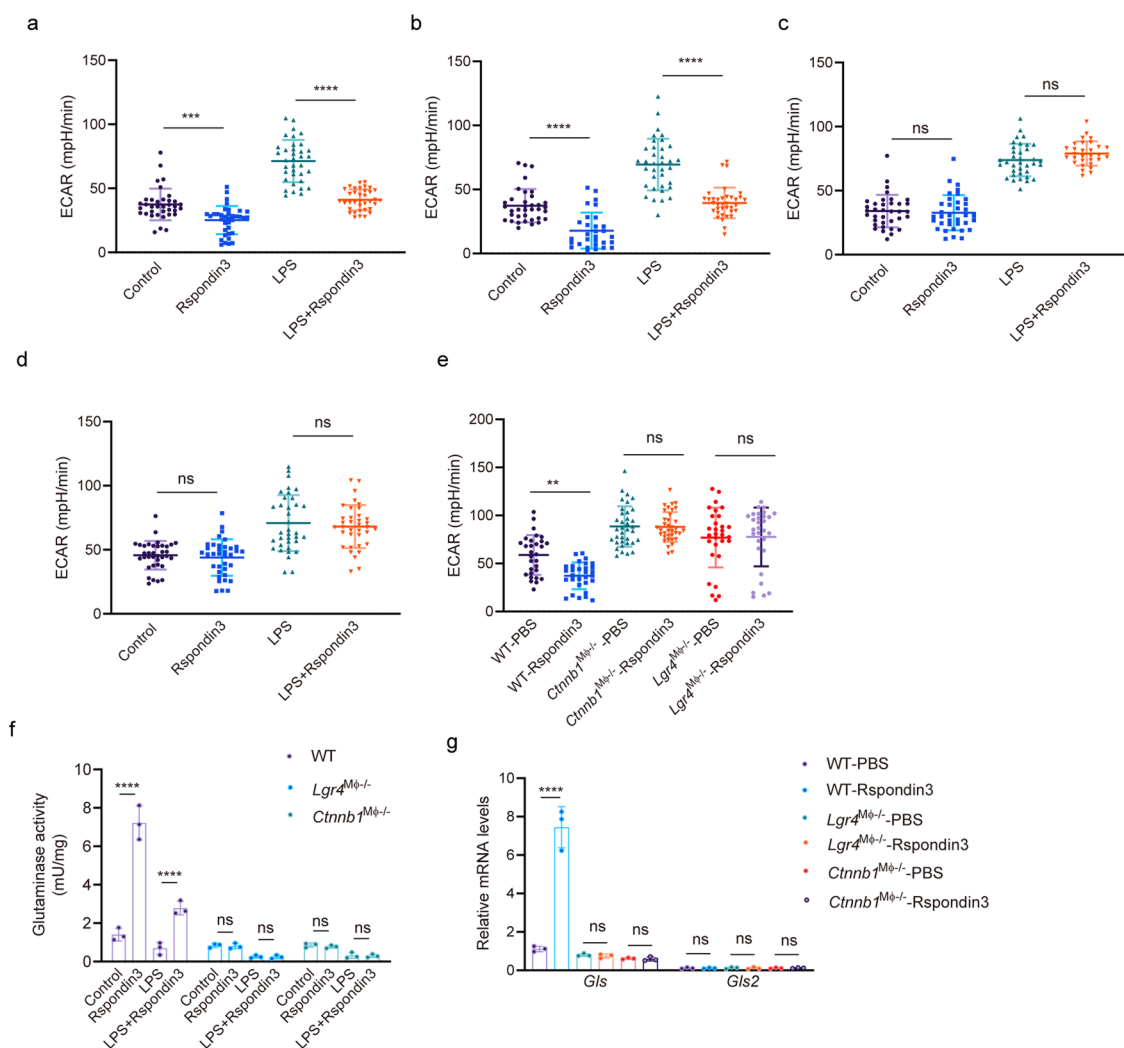 a
150
100
50
0
ECAR (mpH/min)
***
****
Control
Rspondin3
LPS
LPS+Rspondin3
b
150
100
50
0
ECAR (mpH/min)
****
****
Control
Rspondin3
LPS
LPS+Rspondin3
c
150
100
50
0
ECAR (mpH/min)
ns
ns
Control
Rspondin3
LPS
LPS+Rspondin3
d
150
100
50
0
ECAR (mpH/min)
ns
ns
Control
Rspondin3
LPS
LPS+Rspondin3
e
200
150
100
50
0
ECAR (mpH/min)
**
ns
ns
WT-PBS
WT-Rspondin3
Ctnnb1Mϕ-/- -PBS
Ctnnb1Mϕ-/- -Rspondin3
Lgr4Mϕ-/- -PBS
Lgr4Mϕ-/- -Rspondin3
f
10
8
6
4
2
0
Glutaminase activity
(mU/mg)
WT
Lgr4Mϕ-/-
Ctnnb1Mϕ-/-
****
****
ns
ns
ns
ns
Control
Rspondin3
LPS
LPS+Rspondin3
Control
Rspondin3
LPS
LPS+Rspondin3
Control
Rspondin3
LPS
LPS+Rspondin3
g
10
8
6
4
2
0
Relative mRNA levels
****
ns
ns
ns
ns
ns
Gls
Gls2
WT-PBS
WT-Rspondin3
Lgr4Mϕ-/--PBS
Lgr4Mϕ-/--Rspondin3
Ctnnb1Mϕ-/--PBS
Ctnnb1Mϕ-/--Rspondin3